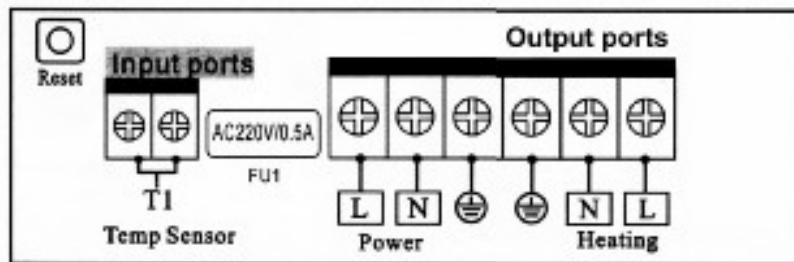 Output ports
Input ports
Reset
AC220V/0.5A
FU1
T1
L N N L
Temp Sensor
Power
Heating